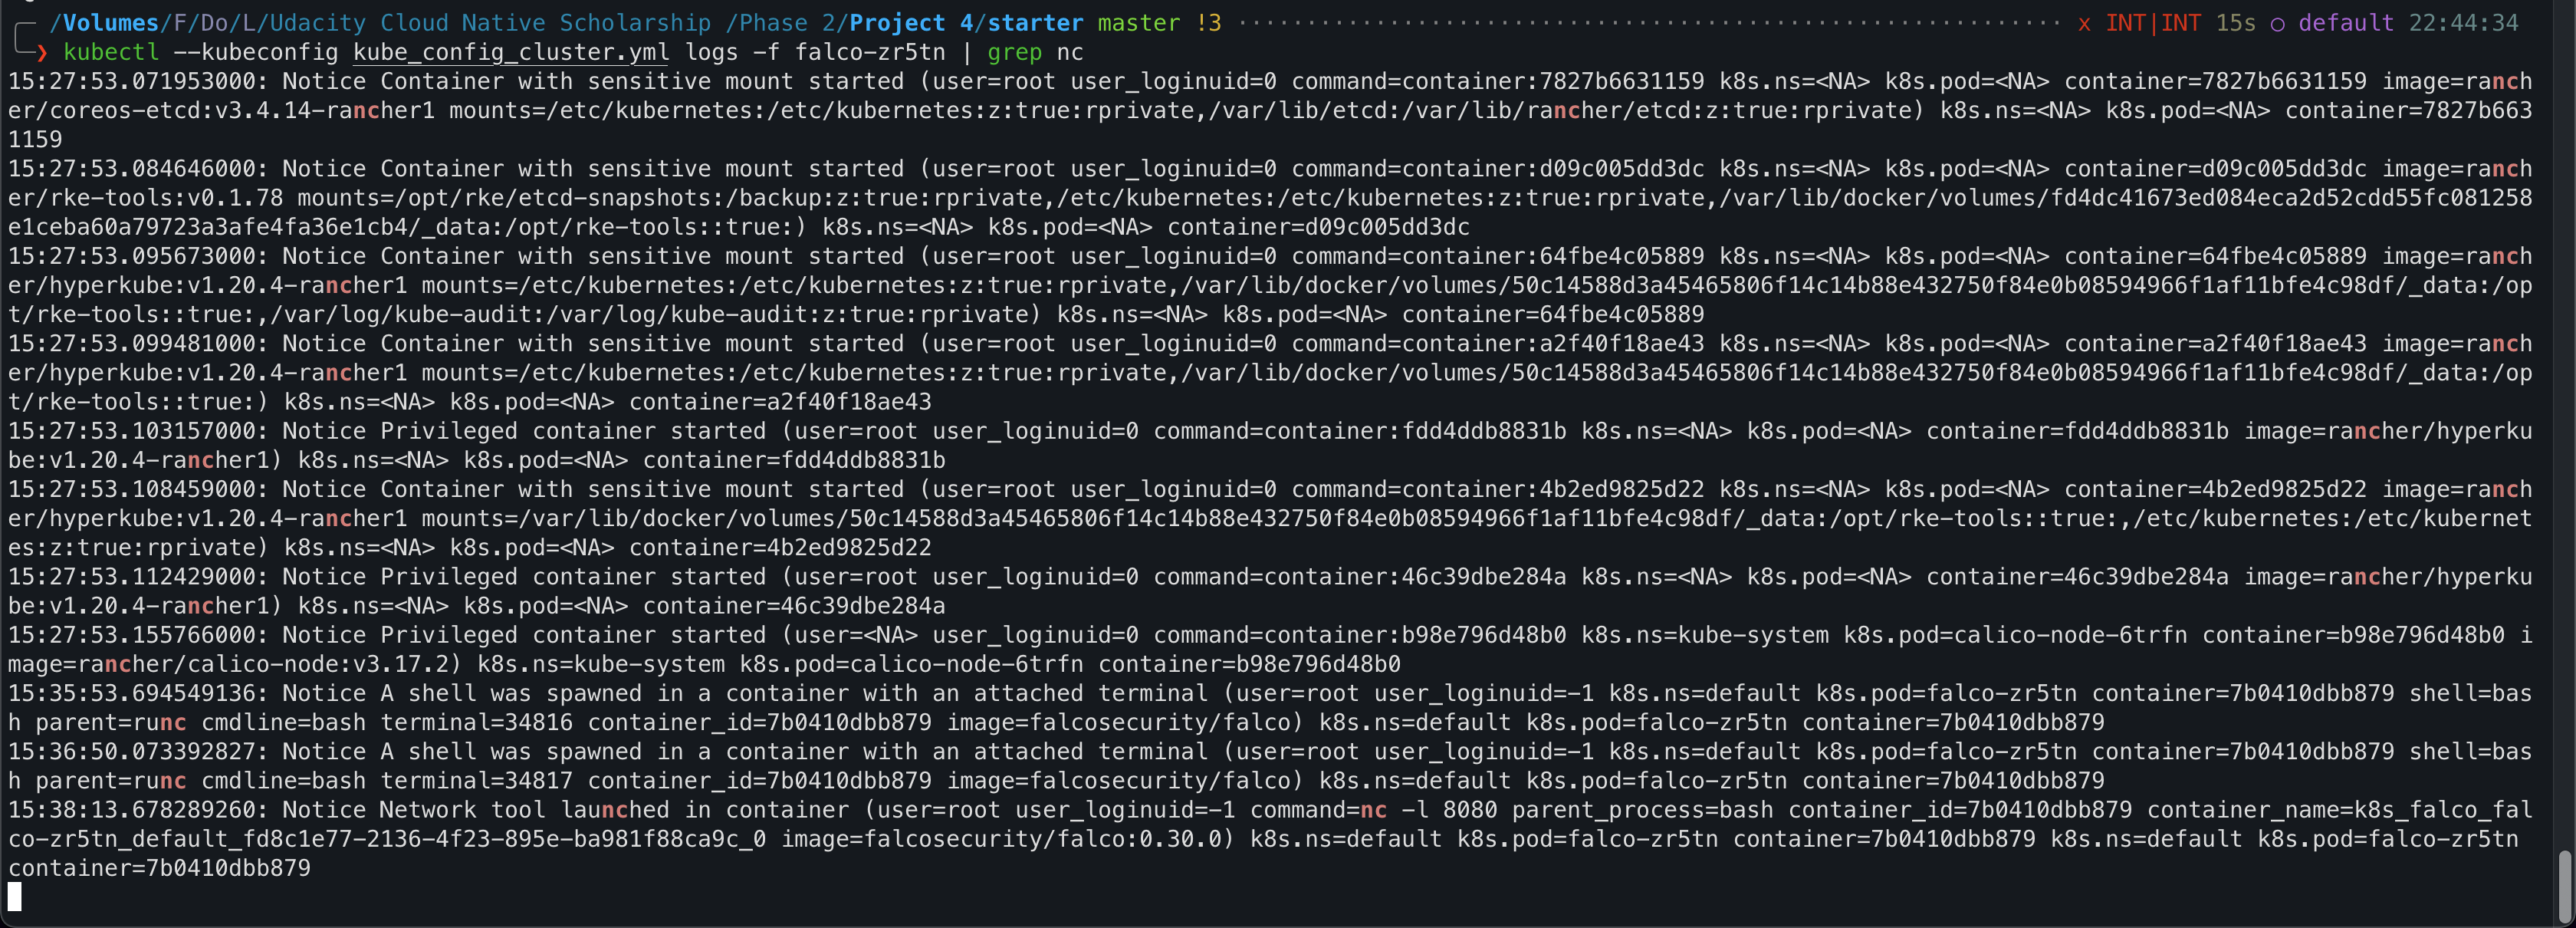 /Volumes/F/Do/L/Udacity Cloud Native Scholarship /Phase 2/Project 4/starter master !3 ································································ x INT|INT 15s ○ default 22:44:34
❯ kubectl --kubeconfig kube_config_cluster.yml logs -f falco-zr5tn | grep nc
15:27:53.071953000: Notice Container with sensitive mount started (user=root user_loginuid=0 command=container:7827b6631159 k8s.ns=<NA> k8s.pod=<NA> container=7827b6631159 image=ranch
er/coreos-etcd:v3.4.14-rancher1 mounts=/etc/kubernetes:/etc/kubernetes:z:true:rprivate,/var/lib/etcd:/var/lib/rancher/etcd:z:true:rprivate) k8s.ns=<NA> k8s.pod=<NA> container=7827b663
1159
15:27:53.084646000: Notice Container with sensitive mount started (user=root user_loginuid=0 command=container:d09c005dd3dc k8s.ns=<NA> k8s.pod=<NA> container=d09c005dd3dc image=ranch
er/rke-tools:v0.1.78 mounts=/opt/rke/etcd-snapshots:/backup:z:true:rprivate,/etc/kubernetes:/etc/kubernetes:z:true:rprivate,/var/lib/docker/volumes/fd4dc41673ed084eca2d52cdd55fc081258
e1ceba60a79723a3afe4fa36e1cb4/_data:/opt/rke-tools::true:) k8s.ns=<NA> k8s.pod=<NA> container=d09c005dd3dc
15:27:53.095673000: Notice Container with sensitive mount started (user=root user_loginuid=0 command=container:64fbe4c05889 k8s.ns=<NA> k8s.pod=<NA> container=64fbe4c05889 image=ranch
er/hyperkube:v1.20.4-rancher1 mounts=/etc/kubernetes:/etc/kubernetes:z:true:rprivate,/var/lib/docker/volumes/50c14588d3a45465806f14c14b88e432750f84e0b08594966f1af11bfe4c98df/_data:/op
t/rke-tools::true:,/var/log/kube-audit:/var/log/kube-audit:z:true:rprivate) k8s.ns=<NA> k8s.pod=<NA> container=64fbe4c05889
15:27:53.099481000: Notice Container with sensitive mount started (user=root user_loginuid=0 command=container:a2f40f18ae43 k8s.ns=<NA> k8s.pod=<NA> container=a2f40f18ae43 image=ranch
er/hyperkube:v1.20.4-rancher1 mounts=/etc/kubernetes:/etc/kubernetes:z:true:rprivate,/var/lib/docker/volumes/50c14588d3a45465806f14c14b88e432750f84e0b08594966f1af11bfe4c98df/_data:/op
t/rke-tools::true:) k8s.ns=<NA> k8s.pod=<NA> container=a2f40f18ae43
15:27:53.103157000: Notice Privileged container started (user=root user_loginuid=0 command=container:fdd4ddb8831b k8s.ns=<NA> k8s.pod=<NA> container=fdd4ddb8831b image=rancher/hyperku
be:v1.20.4-rancher1) k8s.ns=<NA> k8s.pod=<NA> container=fdd4ddb8831b
15:27:53.108459000: Notice Container with sensitive mount started (user=root user_loginuid=0 command=container:4b2ed9825d22 k8s.ns=<NA> k8s.pod=<NA> container=4b2ed9825d22 image=ranch
er/hyperkube:v1.20.4-rancher1 mounts=/var/lib/docker/volumes/50c14588d3a45465806f14c14b88e432750f84e0b08594966f1af11bfe4c98df/_data:/opt/rke-tools::true:,/etc/kubernetes:/etc/kubernet
es:z:true:rprivate) k8s.ns=<NA> k8s.pod=<NA> container=4b2ed9825d22
15:27:53.112429000: Notice Privileged container started (user=root user_loginuid=0 command=container:46c39dbe284a k8s.ns=<NA> k8s.pod=<NA> container=46c39dbe284a image=rancher/hyperku
be:v1.20.4-rancher1) k8s.ns=<NA> k8s.pod=<NA> container=46c39dbe284a
15:27:53.155766000: Notice Privileged container started (user=<NA> user_loginuid=0 command=container:b98e796d48b0 k8s.ns=kube-system k8s.pod=calico-node-6trfn container=b98e796d48b0 i
mage=rancher/calico-node:v3.17.2) k8s.ns=kube-system k8s.pod=calico-node-6trfn container=b98e796d48b0
15:35:53.694549136: Notice A shell was spawned in a container with an attached terminal (user=root user_loginuid=-1 k8s.ns=default k8s.pod=falco-zr5tn container=7b0410dbb879 shell=bas
h parent=runc cmdline=bash terminal=34816 container_id=7b0410dbb879 image=falcosecurity/falco) k8s.ns=default k8s.pod=falco-zr5tn container=7b0410dbb879
15:36:50.073392827: Notice A shell was spawned in a container with an attached terminal (user=root user_loginuid=-1 k8s.ns=default k8s.pod=falco-zr5tn container=7b0410dbb879 shell=bas
h parent=runc cmdline=bash terminal=34817 container_id=7b0410dbb879 image=falcosecurity/falco) k8s.ns=default k8s.pod=falco-zr5tn container=7b0410dbb879
15:38:13.678289260: Notice Network tool launched in container (user=root user_loginuid=-1 command=nc -l 8080 parent_process=bash container_id=7b0410dbb879 container_name=k8s_falco_fal
co-zr5tn_default_fd8c1e77-2136-4f23-895e-ba981f88ca9c_0 image=falcosecurity/falco:0.30.0) k8s.ns=default k8s.pod=falco-zr5tn container=7b0410dbb879 k8s.ns=default k8s.pod=falco-zr5tn
container=7b0410dbb879